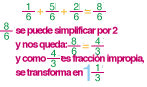 1/6 + 5/6 + 2/6 = 8/6
8/6 se puede simplificar por 2
y nos queda: 8/6 = 4/3
y como 4/3 es fracción impropia,
se transforma en 1 1/3